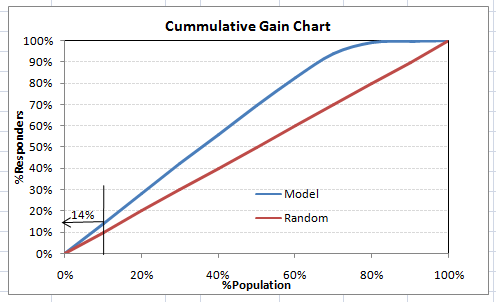 Cummulative Gain Chart
100%
90%
80%
70%
60%
50%
40%
30%
20%
10%
0%
%Responders
14%
Model
Random
0% 20% 40% 60% 80% 100%
%Population